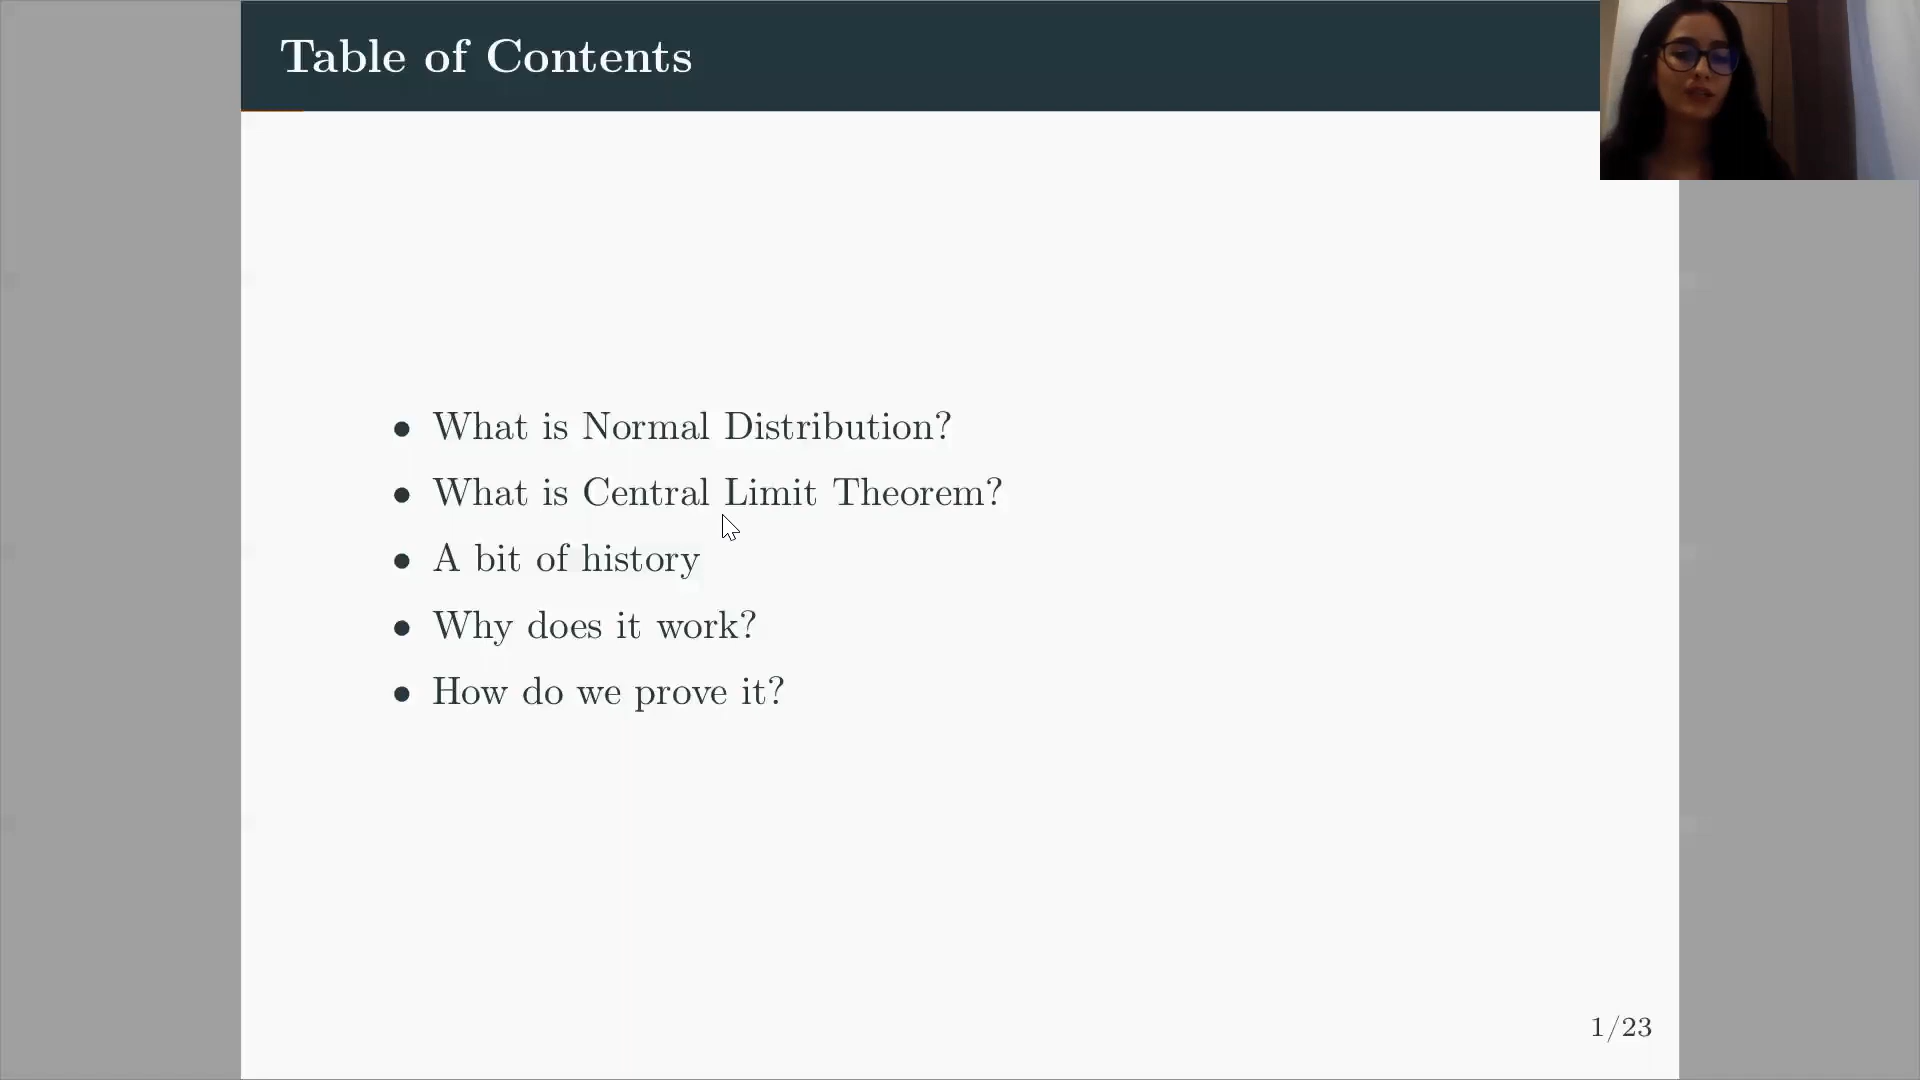 Table of Contents
• What is Normal Distribution?
• What is Central Limit Theorem?
• A bit of history
• Why does it work?
• How do we prove it?
1/23